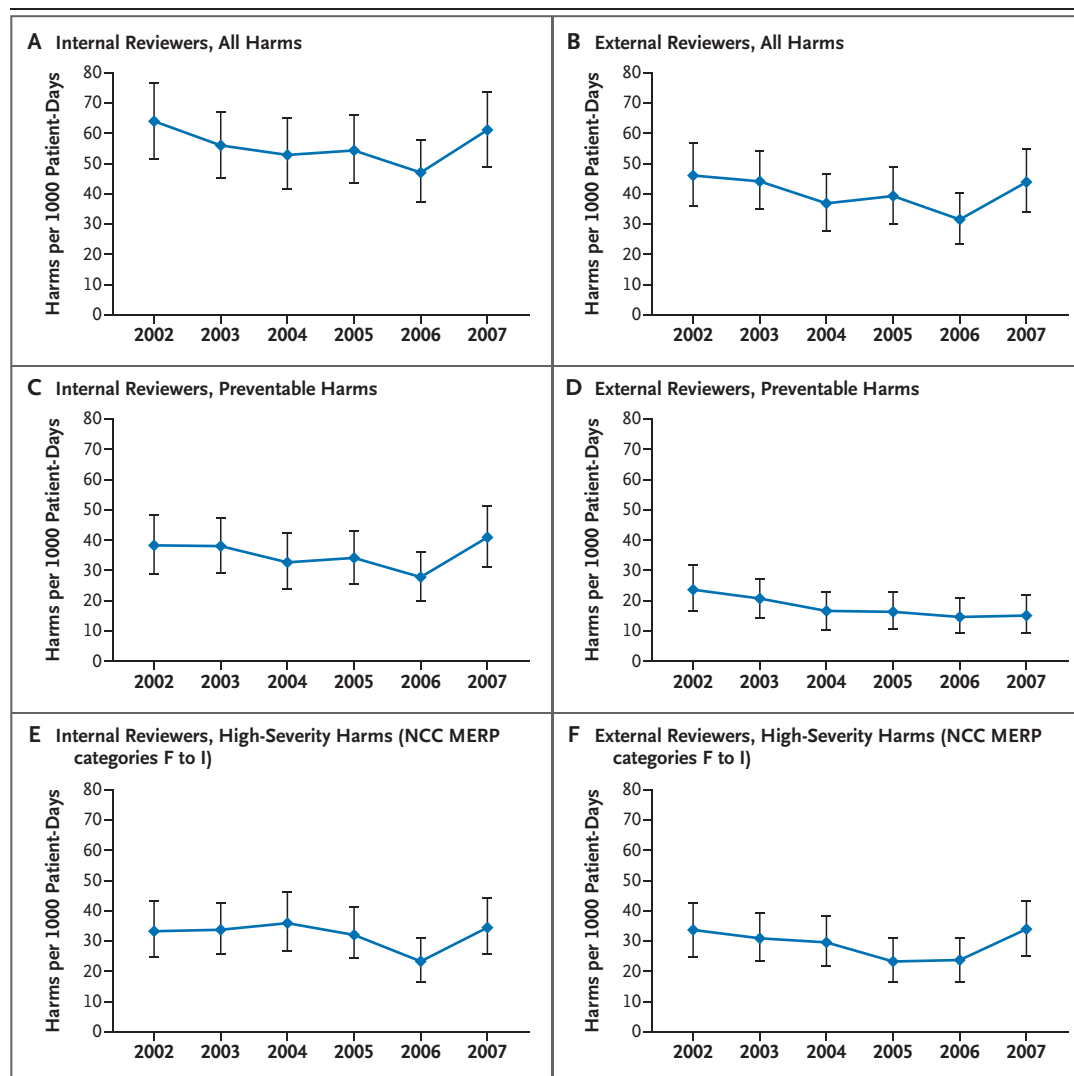 A Internal Reviewers, All Harms
Harms per 1000 Patient-Days
80
70
60
50
40
30
20
10
0
2002 2003 2004 2005 2006 2007
B External Reviewers, All Harms
Harms per 1000 Patient-Days
80
70
60
50
40
30
20
10
0
2002 2003 2004 2005 2006 2007
C Internal Reviewers, Preventable Harms
Harms per 1000 Patient-Days
80
70
60
50
40
30
20
10
0
2002 2003 2004 2005 2006 2007
D External Reviewers, Preventable Harms
Harms per 1000 Patient-Days
80
70
60
50
40
30
20
10
0
2002 2003 2004 2005 2006 2007
E Internal Reviewers, High-Severity Harms (NCC MERP
categories F to I)
Harms per 1000 Patient-Days
80
70
60
50
40
30
20
10
0
2002 2003 2004 2005 2006 2007
F External Reviewers, High-Severity Harms (NCC MERP
categories F to I)
Harms per 1000 Patient-Days
80
70
60
50
40
30
20
10
0
2002 2003 2004 2005 2006 2007